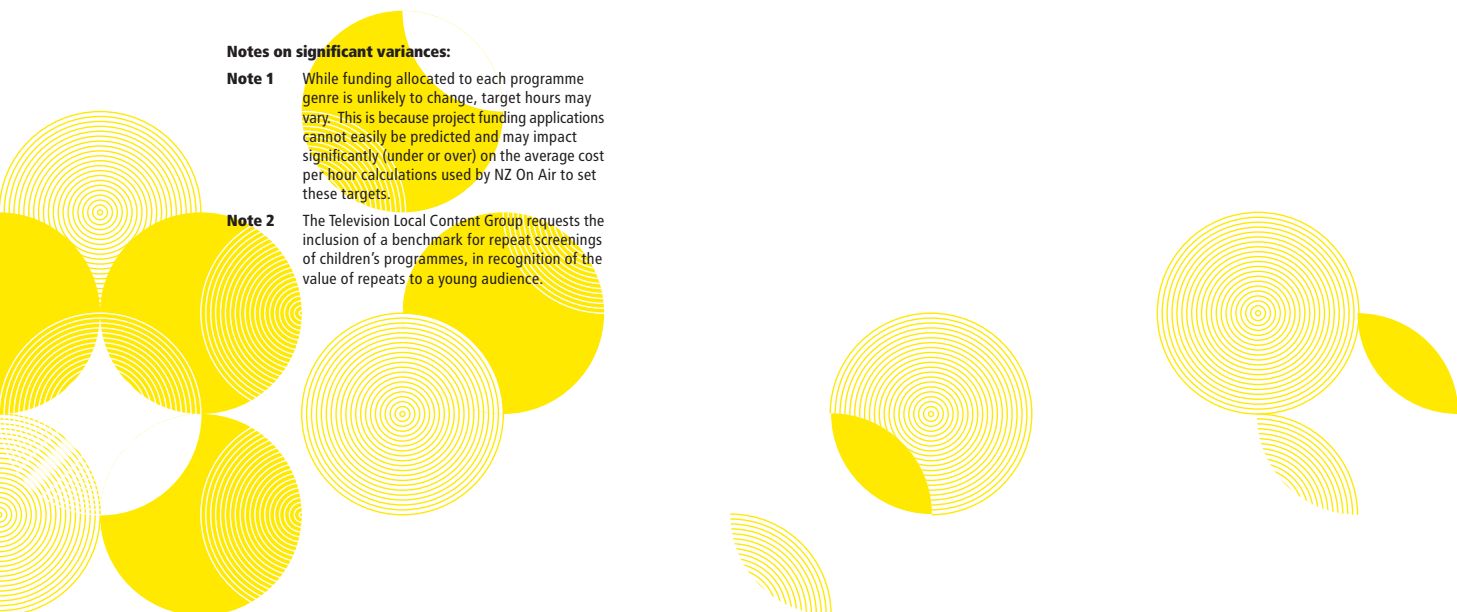 Notes on significant variances:
Note 1 While funding allocated to each programme
genre is unlikely to change, target hours may
vary. This is because project funding applications
cannot easily be predicted and may impact
significantly (under or over) on the average cost
per hour calculations used by NZ On Air to set
these targets.
Note 2 The Television Local Content Group requests the
inclusion of a benchmark for repeat screenings
of children’s programmes, in recognition of the
value of repeats to a young audience.